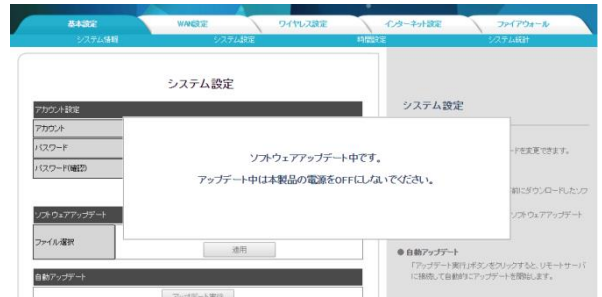 基本設定 WAN設定 ワイヤレス設定 インターネット設定 ファイアウォール
システム情報 システム設定 時間設定 システム統計
システム設定
アカウント設定
アカウント
パスワード
パスワード(確認)
ソフトウェアアップデート中です。
アップデート中は本製品の電源をOFFにしないでください。
ソフトウェアアップデート
ファイル選択
適用
自動アップデート
アップデート実行
システム設定
ードを変更できます。
前にダウンロードしたソフ
ソフトウェアアップデート
●自動アップデート
「アップデート実行」ボタンをクリックすると、リモートサーバ
に接続して自動的にアップデートを開始します。